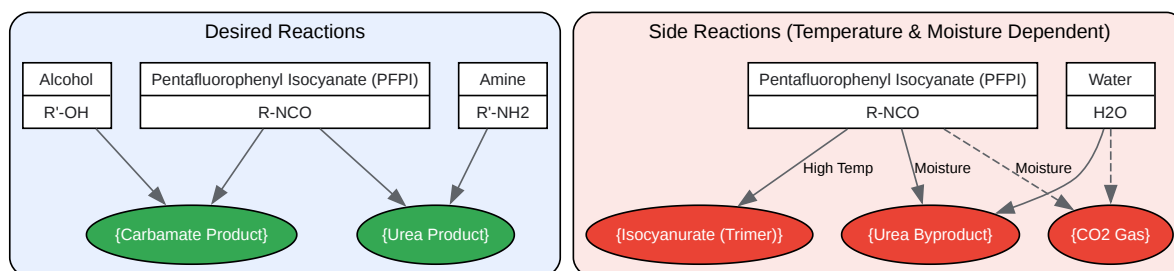 Desired Reactions
Alcohol
R'-OH
Pentafluorophenyl Isocyanate (PFPI)
R-NCO
Amine
R'-NH2
{Carbamate Product}
{Urea Product}
Side Reactions (Temperature & Moisture Dependent)
Pentafluorophenyl Isocyanate (PFPI)
R-NCO
Water
H2O
High Temp
Moisture
Moisture
{Isocyanurate (Trimer)}
{Urea Byproduct}
{CO2 Gas}